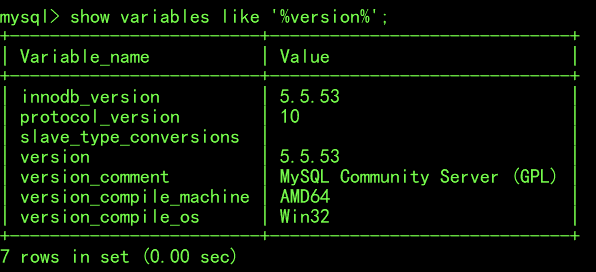 mysql> show variables like '%version%';
+-------------------------+------------------------------+
| Variable_name           | Value                        |
+-------------------------+------------------------------+
| innodb_version          | 5.5.53                       |
| protocol_version        | 10                           |
| slave_type_conversions  |                              |
| version                 | 5.5.53                       |
| version_comment         | MySQL Community Server (GPL) |
| version_compile_machine | AMD64                        |
| version_compile_os      | Win32                        |
+-------------------------+------------------------------+
7 rows in set (0.00 sec)